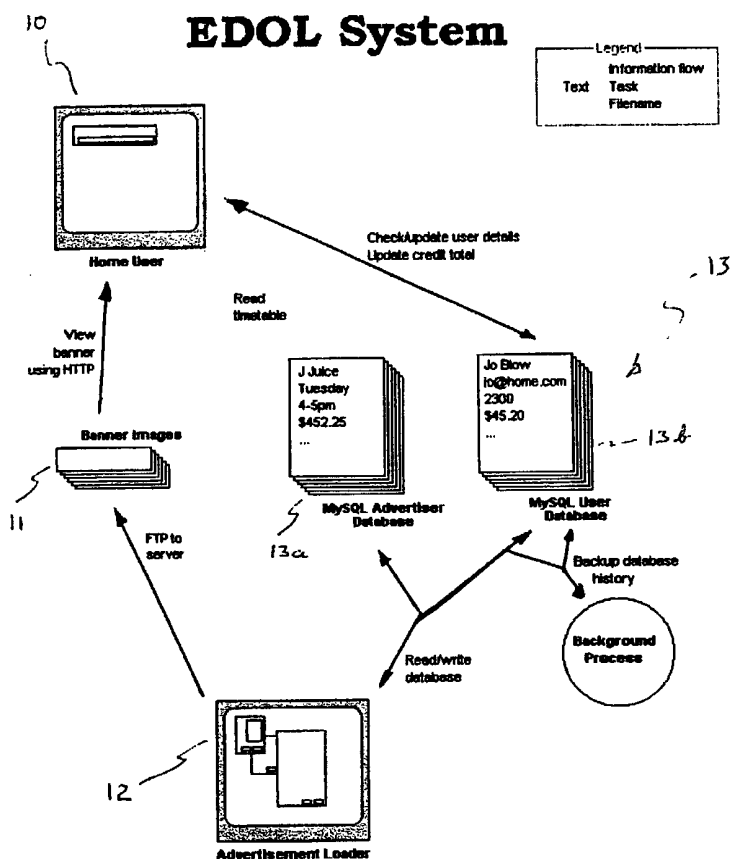 10
EDOL System
Legend
Information flow
Text Task
Filename
Home User
Check/update user details
Update credit total
13
Read
timetable
View
banner
using HTTP
J Juice
Tuesday
4-5pm
$452.25
...
Jo Blow
jo@home.com
2300
$45.20
...
13b
Banner Images
11
MySQL Advertiser
Database
13a
MySQL User
Database
FTP to
server
Backup database
history
Background
Process
Read/write
database
12
Advertisement Loader